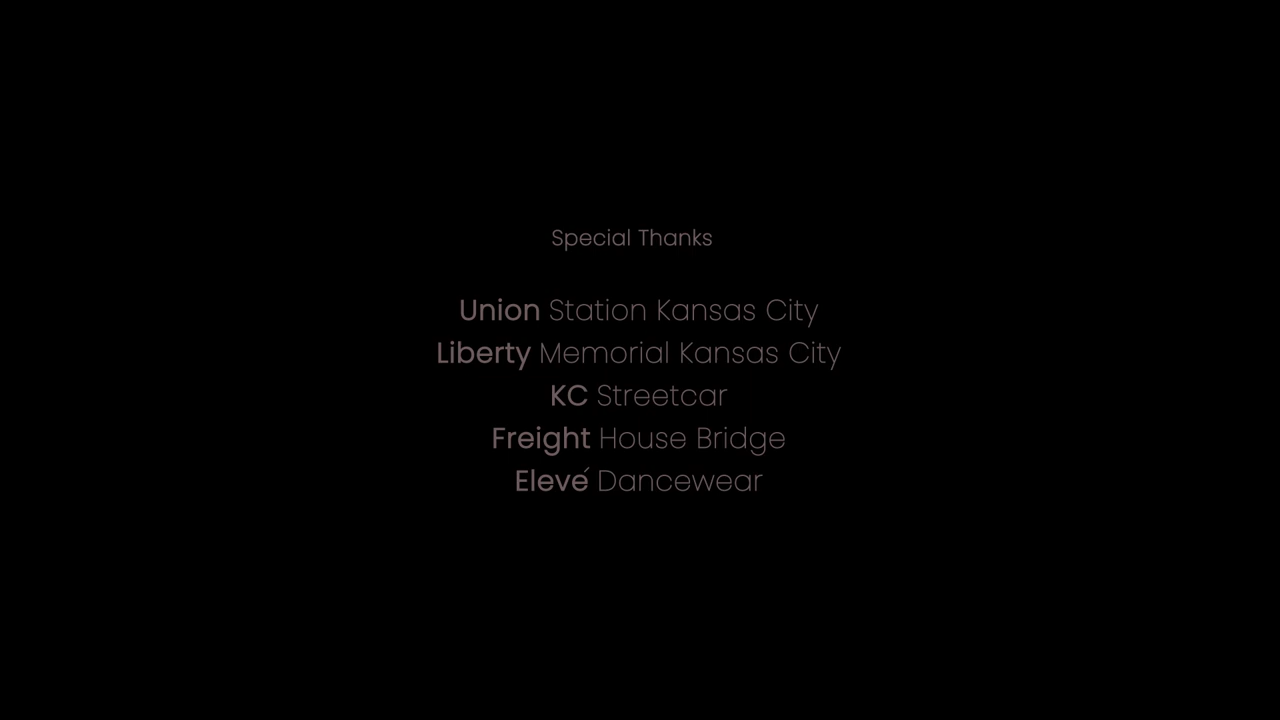 Special Thanks
Union Station Kansas City
Liberty Memorial Kansas City
KC Streetcar
Freight House Bridge
Elevé Dancewear